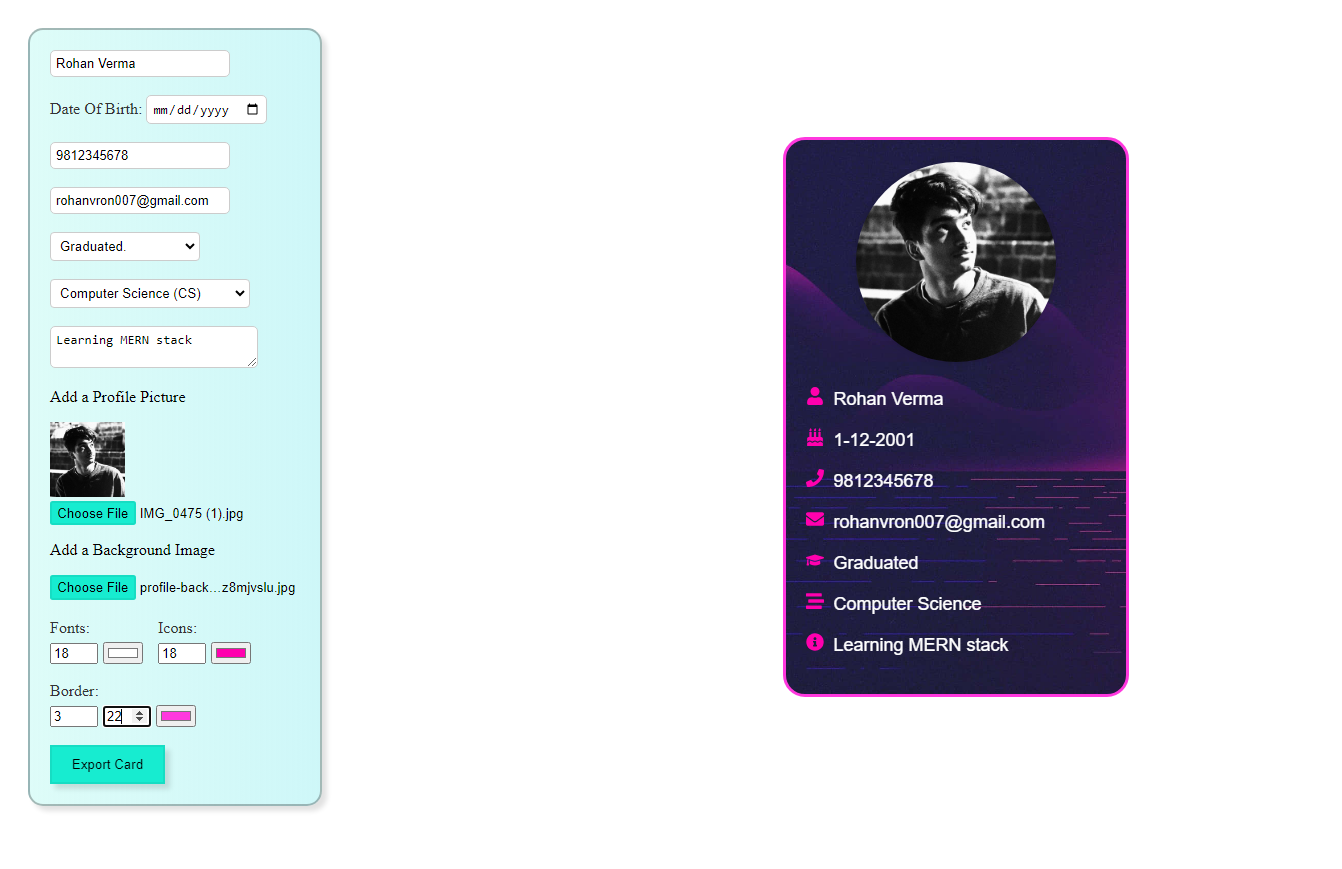 Rohan Verma
Date Of Birth: mm/dd/yyyy
9812345678
rohanvron007@gmail.com
Graduated.
Computer Science (CS)
Learning MERN stack
Add a Profile Picture
Choose File IMG_0475 (1).jpg
Add a Background Image
Choose File profile-back...z8mjvslu.jpg
Fonts: Icons:
18 18
Border:
3 22
Export Card
Rohan Verma
1-12-2001
9812345678
rohanvron007@gmail.com
Graduated
Computer Science
Learning MERN stack